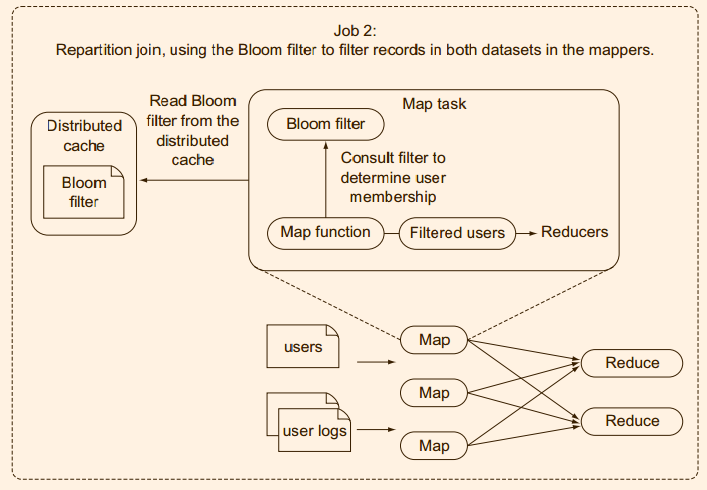 Job 2:
Repartition join, using the Bloom filter to filter records in both datasets in the mappers.
Distributed
cache
Bloom
filter
Read Bloom
filter from the
distributed
cache
Map task
Bloom filter
Consult filter to
determine user
membership
Map function
Filtered users
Reducers
users
user logs
Map
Map
Map
Reduce
Reduce